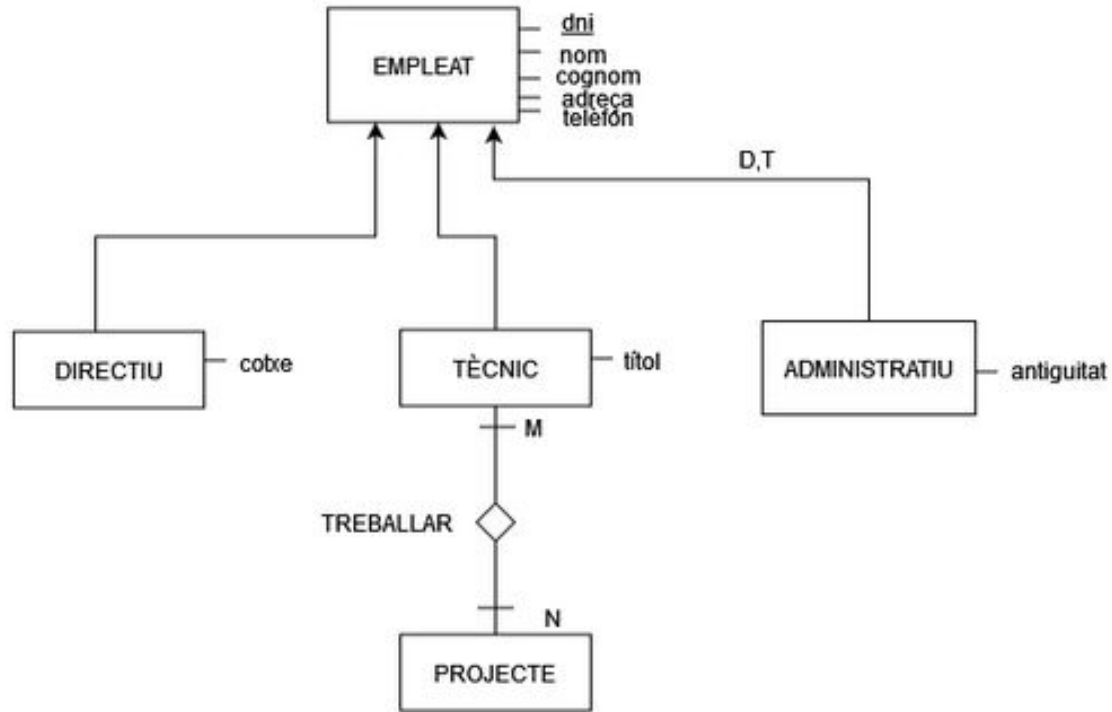 dni
EMPLEAT
nom
cognom
adreça
telèfon
D,T
DIRECTIU
cotxe
TÈCNIC
títol
ADMINISTRATIU
antiguitat
M
TREBALLAR
N
PROJECTE